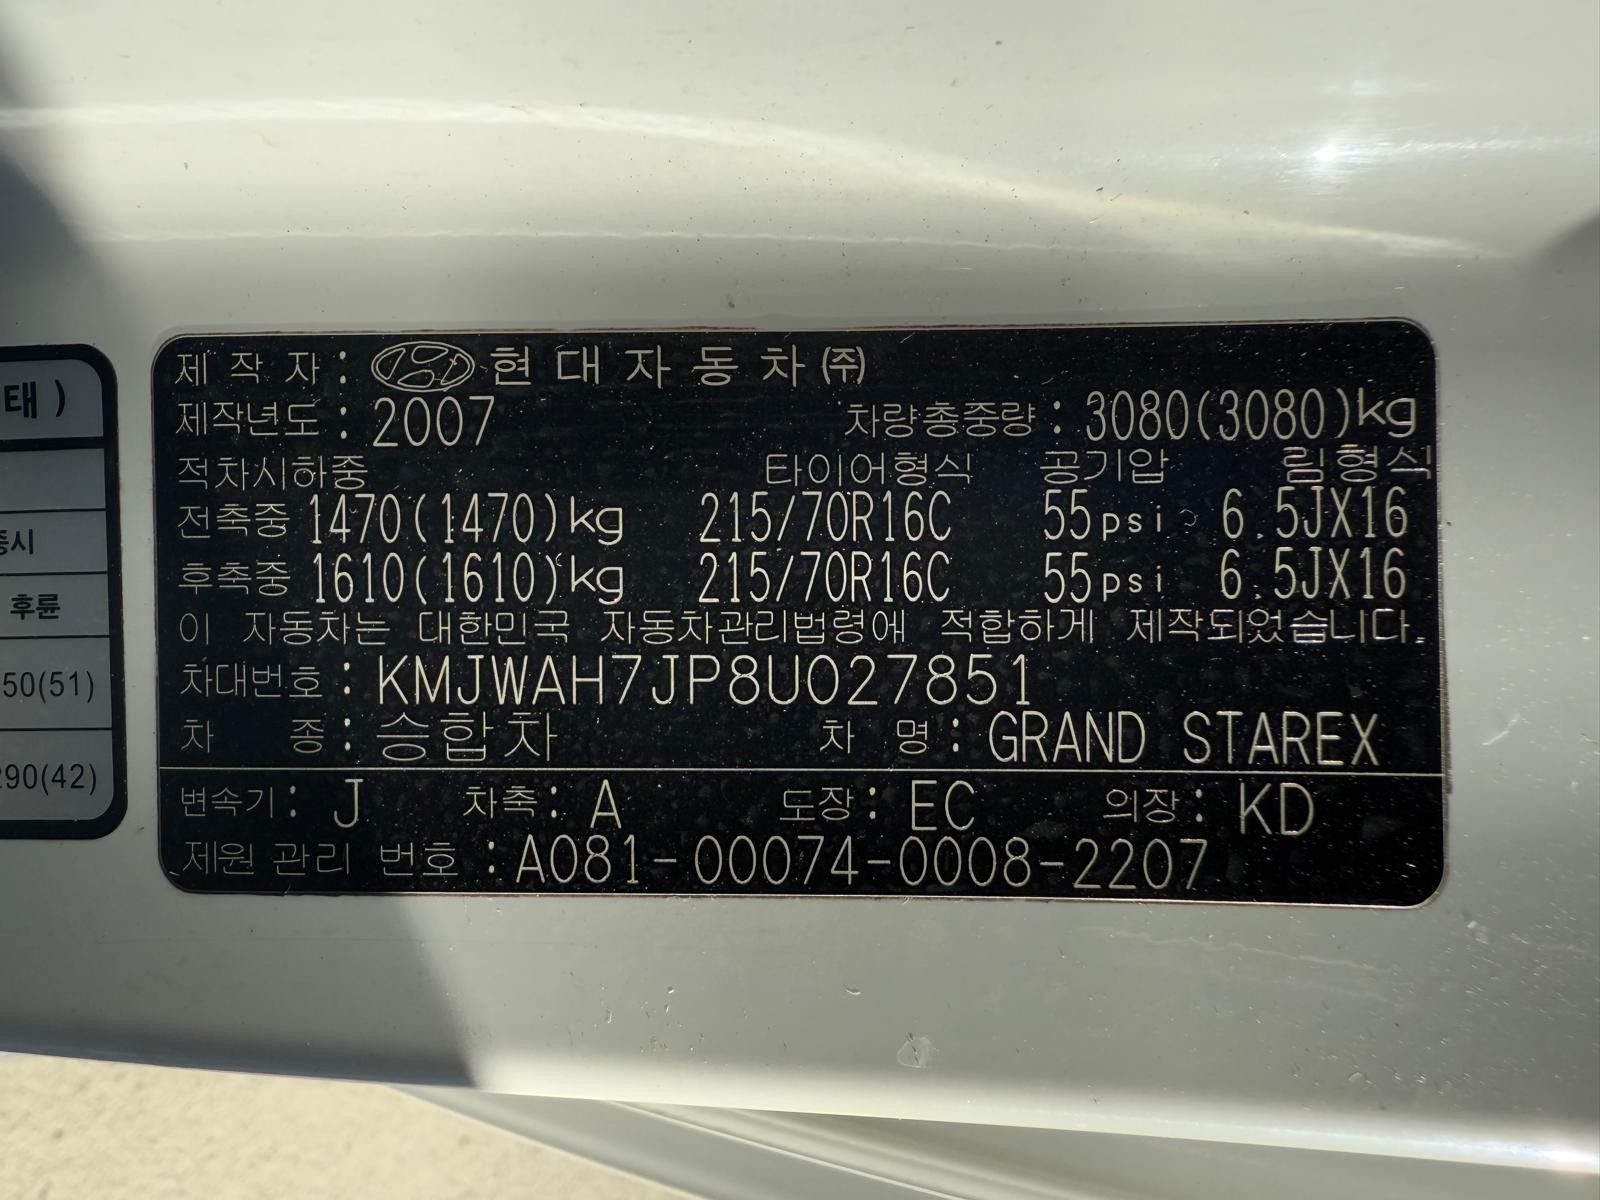 태)
중시
후륜
50(51)
290(42)
제 작 자 : 현대자동차㈜
제작년도 : 2007 차량총중량 : 3080(3080)kg
적차시하중 타이어형식 공기압 림형식
전축중 1470(1470)kg 215/70R16C 55psi 6.5JX16
후축중 1610(1610)kg 215/70R16C 55psi 6.5JX16
이 자동차는 대한민국 자동차관리법령에 적합하게 제작되었습니다.
차대번호 : KMJWAH7JP8U027851
차 종 : 승합차 차 명 : GRAND STAREX
변속기 : J 차축 : A 도장 : EC 의장 : KD
제원 관리 번호 : A081-00074-0008-2207